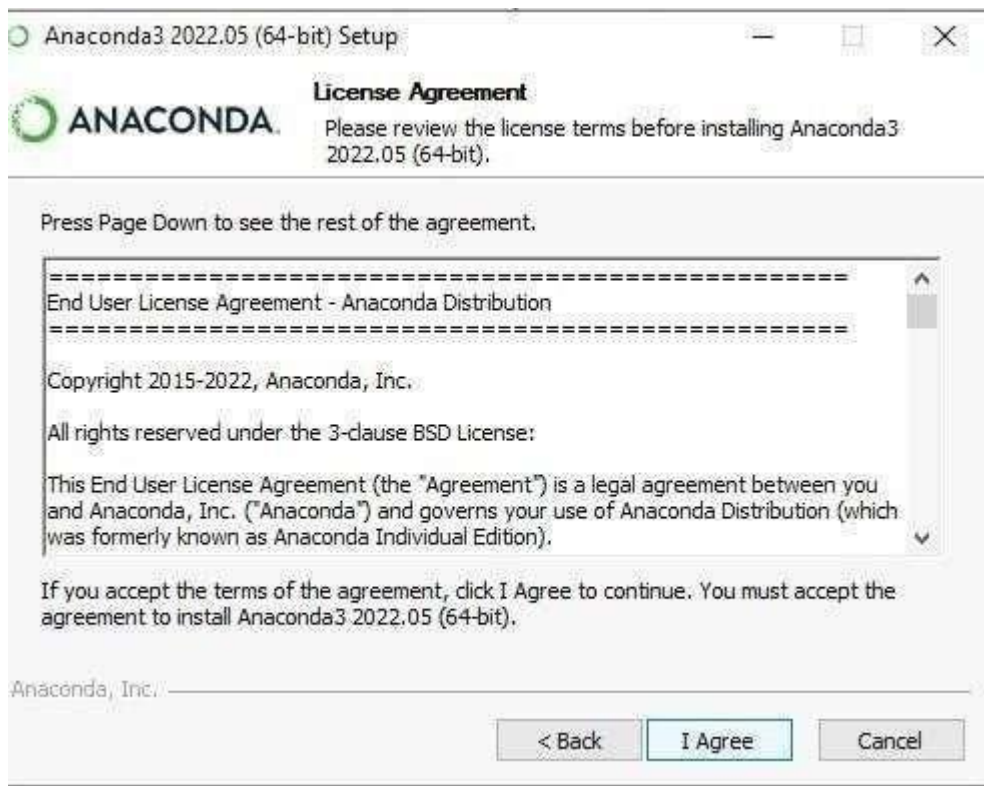 Anaconda3 2022.05 (64-bit) Setup
ANACONDA.
License Agreement
Please review the license terms before installing Anaconda3
2022.05 (64-bit).
Press Page Down to see the rest of the agreement.
====================================================
End User License Agreement - Anaconda Distribution
====================================================
Copyright 2015-2022, Anaconda, Inc.
All rights reserved under the 3-clause BSD License:
This End User License Agreement (the "Agreement") is a legal agreement between you
and Anaconda, Inc. ("Anaconda") and governs your use of Anaconda Distribution (which
was formerly known as Anaconda Individual Edition).
If you accept the terms of the agreement, click I Agree to continue. You must accept the
agreement to install Anaconda3 2022.05 (64-bit).
Anaconda, Inc.
< Back
I Agree
Cancel